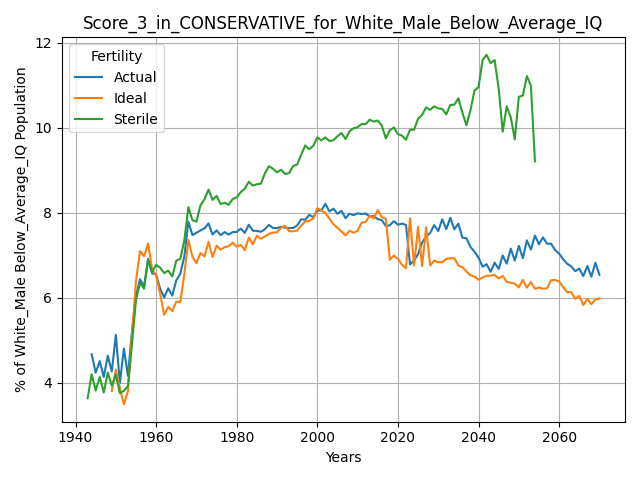 Score_3_in_CONSERVATIVE_for_White_Male_Below_Average_IQ
% of White_Male Below_Average_IQ Population
12
10
8
6
4
Fertility
Actual
Ideal
Sterile
1940 1960 1980 2000 2020 2040 2060
Years